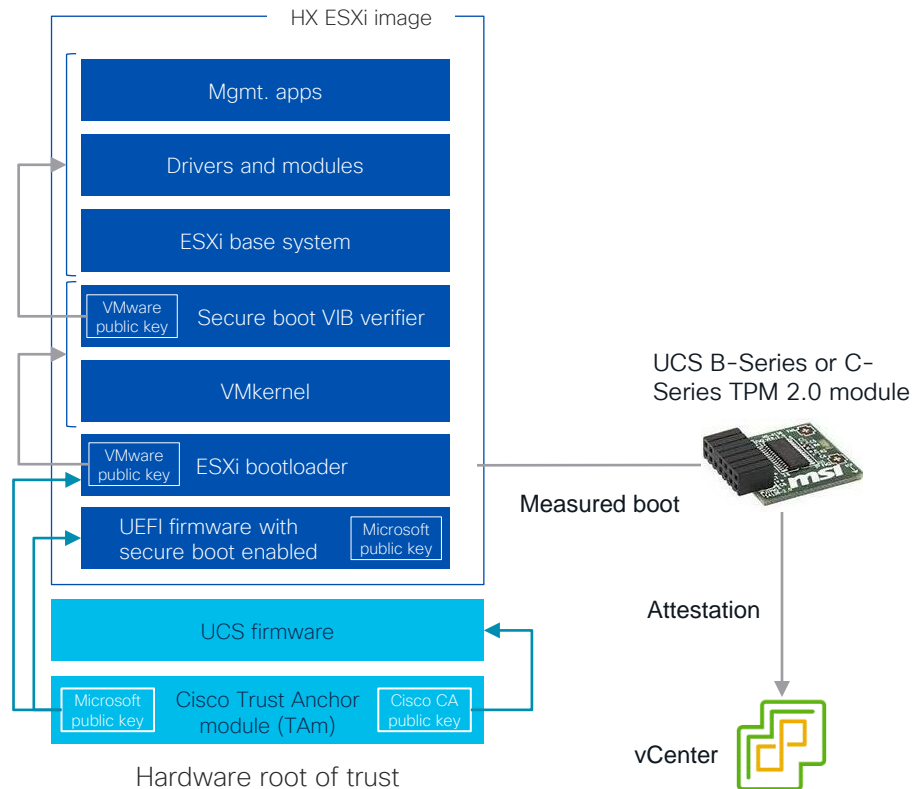 HX ESXi image
Mgmt. apps
Drivers and modules
ESXi base system
VMware
public key
Secure boot VIB verifier
VMkernel
VMware
public key
ESXi bootloader
UEFI firmware with
secure boot enabled
Microsoft
public key
UCS firmware
Microsoft
public key
Cisco Trust Anchor
module (TAm)
Cisco CA
public key
Hardware root of trust
UCS B-Series or C-
Series TPM 2.0 module
msi
Measured boot
Attestation
vCenter